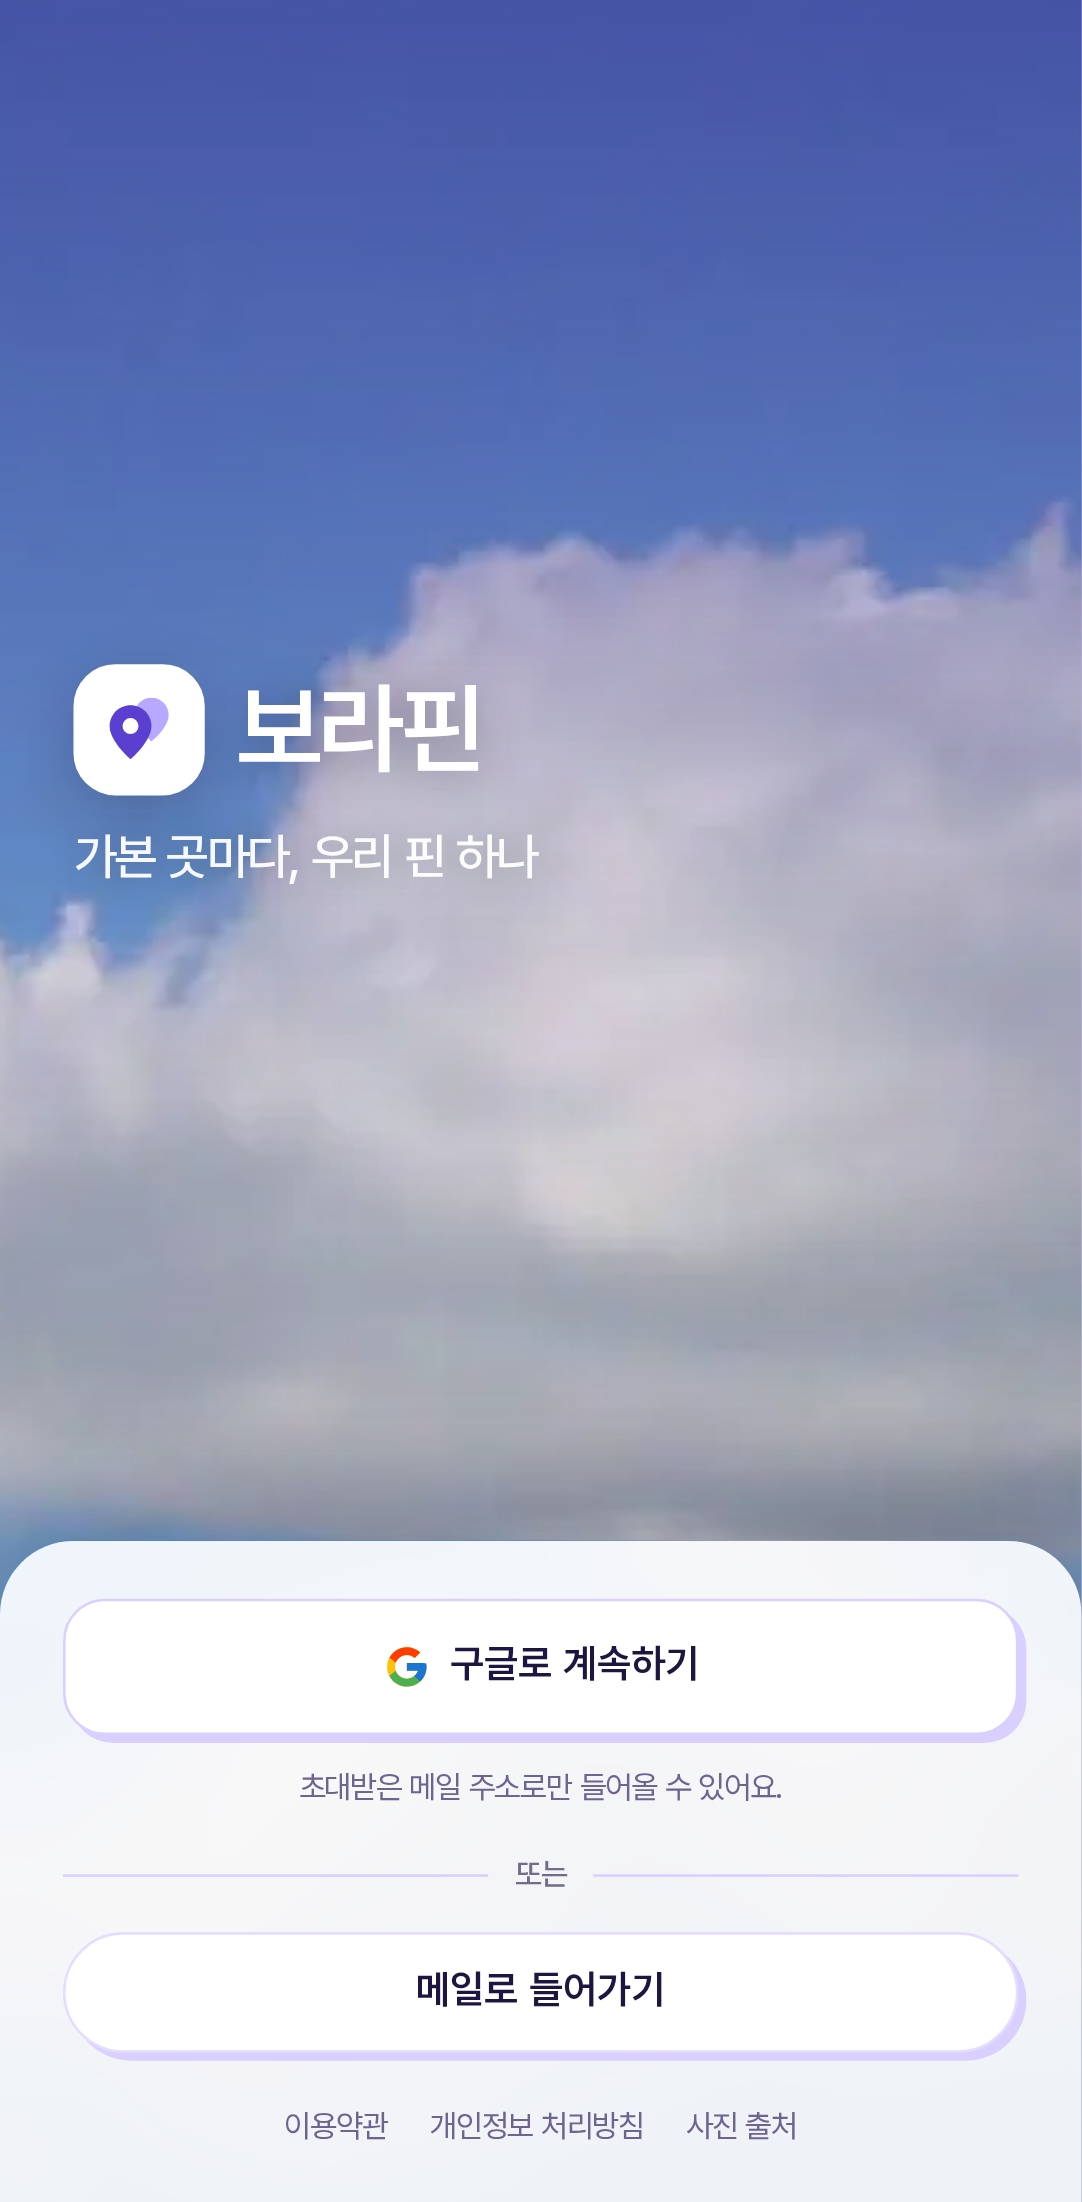 보라핀
가본 곳마다, 우리 핀 하나
구글로 계속하기
초대받은 메일 주소로만 들어올 수 있어요.
또는
메일로 들어가기
이용약관 개인정보 처리방침 사진 출처